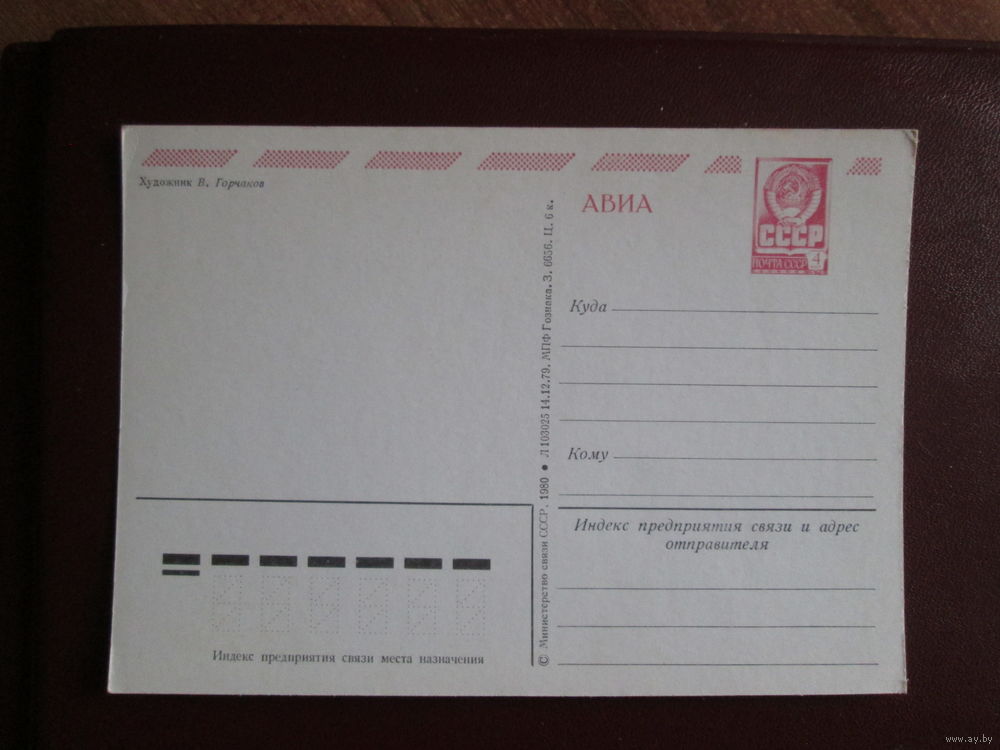 Художник В. Горчаков
АВИА
СССР
ПОЧТА СССР
4
Куда
Кому
Индекс предприятия связи и адрес
отправителя
© Министерство связи СССР. 1980 ● Л 103025 14.12.79. МПФ Гознака. З. 6656. Ц. 6 к.
Индекс предприятия связи места назначения
www.ay.by